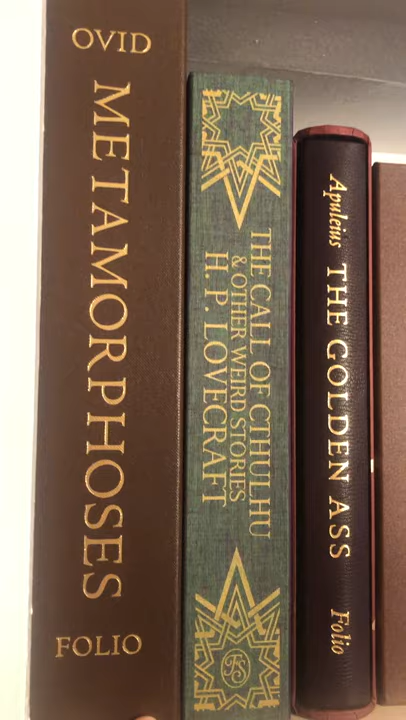 OVID
METAMORPHOSES
FOLIO
THE CALL OF CTHULHU
& OTHER WEIRD STORIES
H. P. LOVECRAFT
FS
Apuleius THE GOLDEN ASS Folio